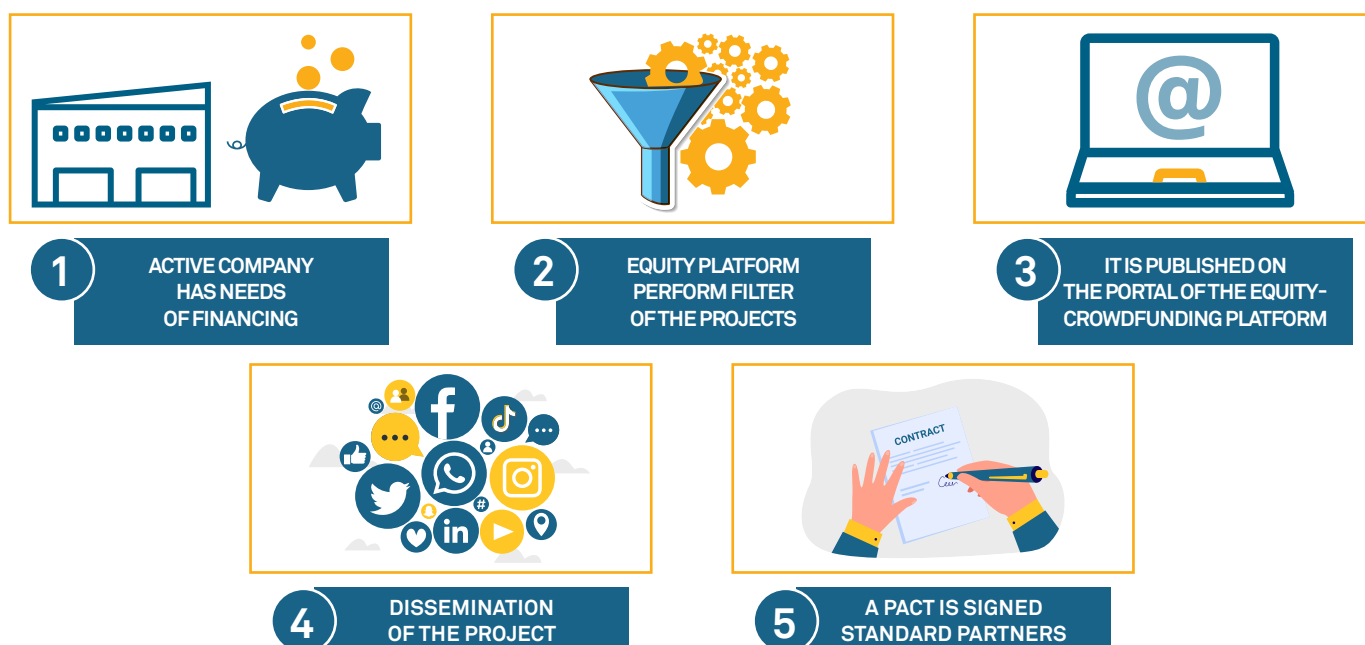 1
ACTIVE COMPANY
HAS NEEDS
OF FINANCING
2
EQUITY PLATFORM
PERFORM FILTER
OF THE PROJECTS
@
3
IT IS PUBLISHED ON
THE PORTAL OF THE EQUITY-
CROWDFUNDING PLATFORM
@
#
in
4
DISSEMINATION
OF THE PROJECT
CONTRACT
5
A PACT IS SIGNED
STANDARD PARTNERS